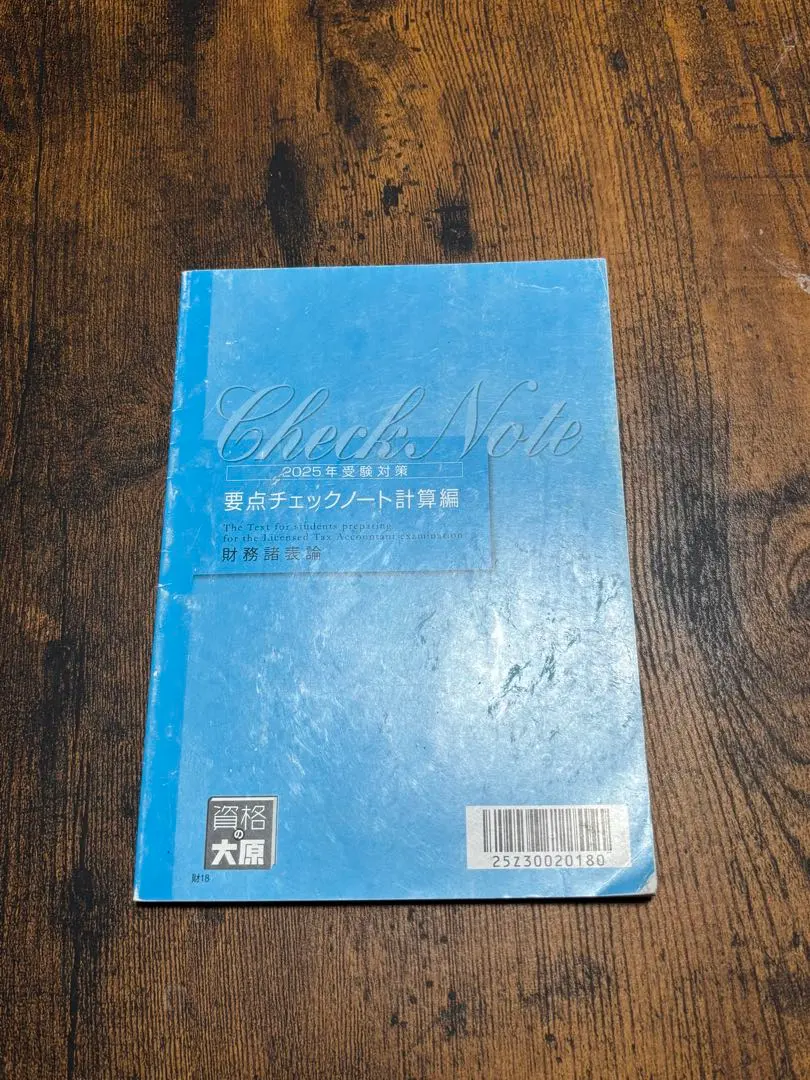 Check Note
2025年受験対策
要点チェックノート計算編
The Text for students preparing
for the Licensed Tax Accountant examination
財務諸表論
資格
の
大原
財18
25Z30020180